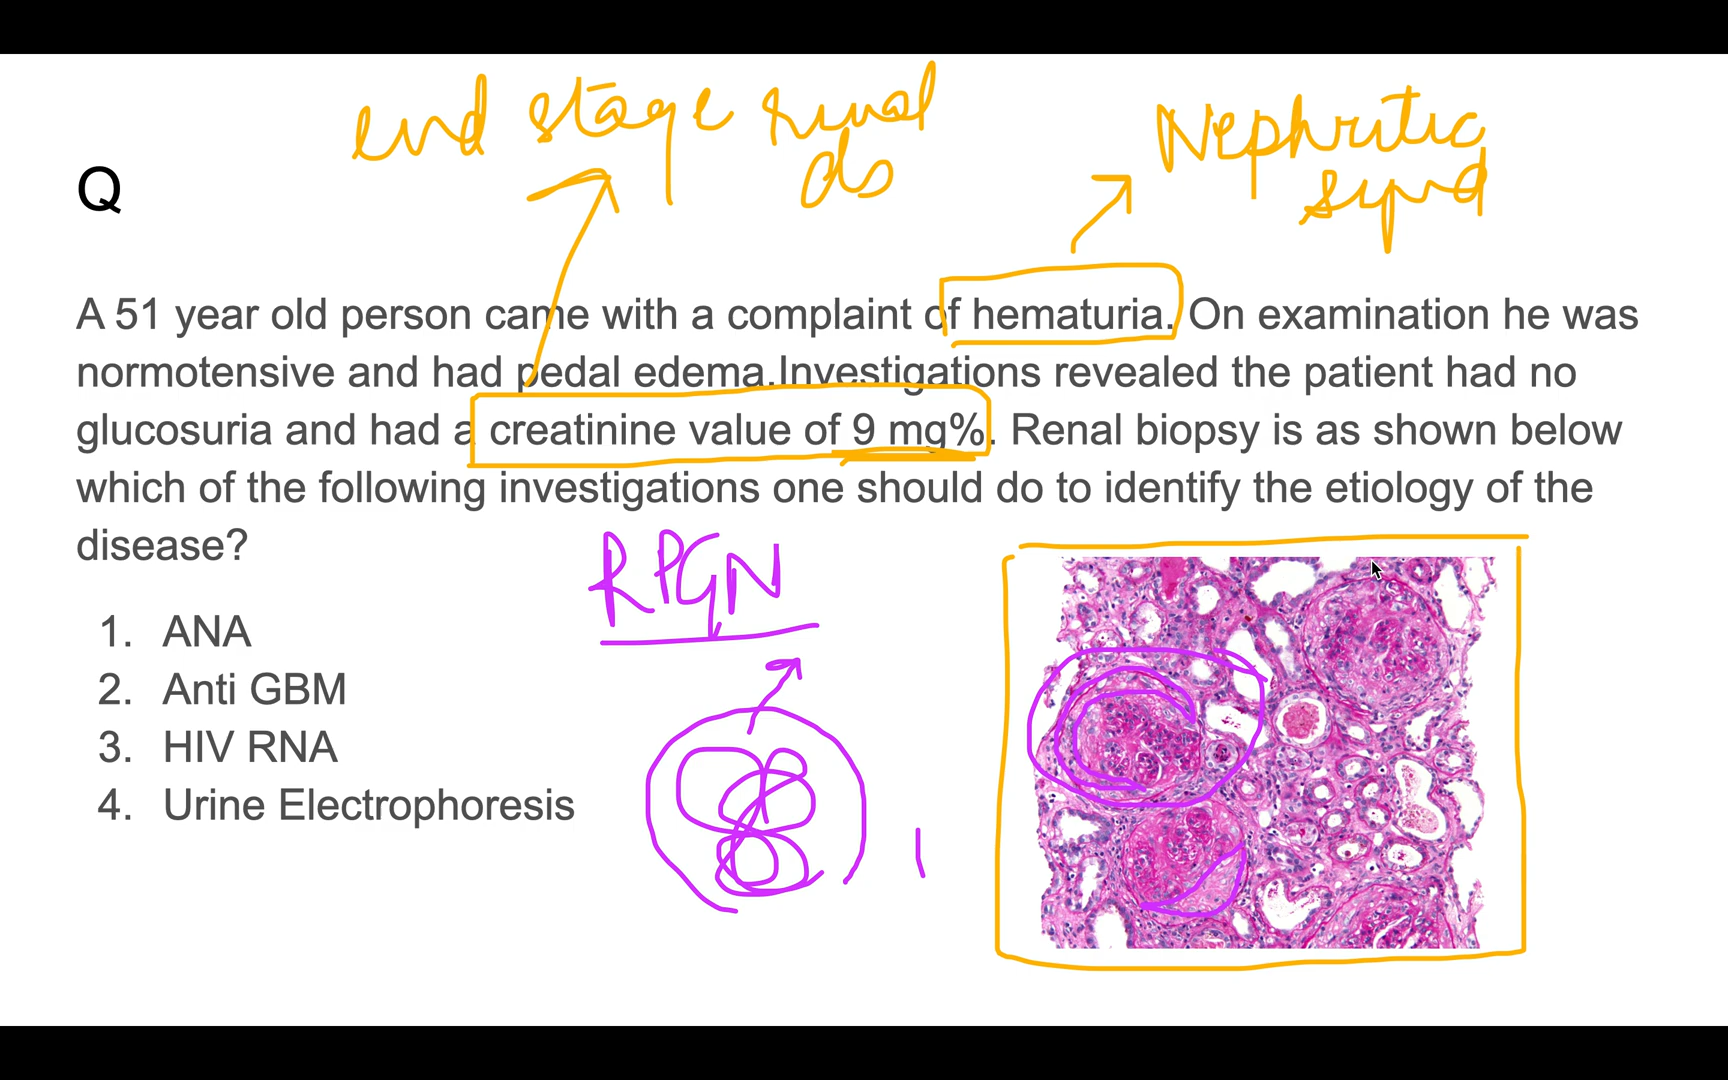 end stage renal
ds
Nephritic
synd
Q
A 51 year old person came with a complaint of hematuria. On examination he was
normotensive and had pedal edema.Investigations revealed the patient had no
glucosuria and had a creatinine value of 9 mg%. Renal biopsy is as shown below
which of the following investigations one should do to identify the etiology of the
disease?
RPGN
1. ANA
2. Anti GBM
3. HIV RNA
4. Urine Electrophoresis